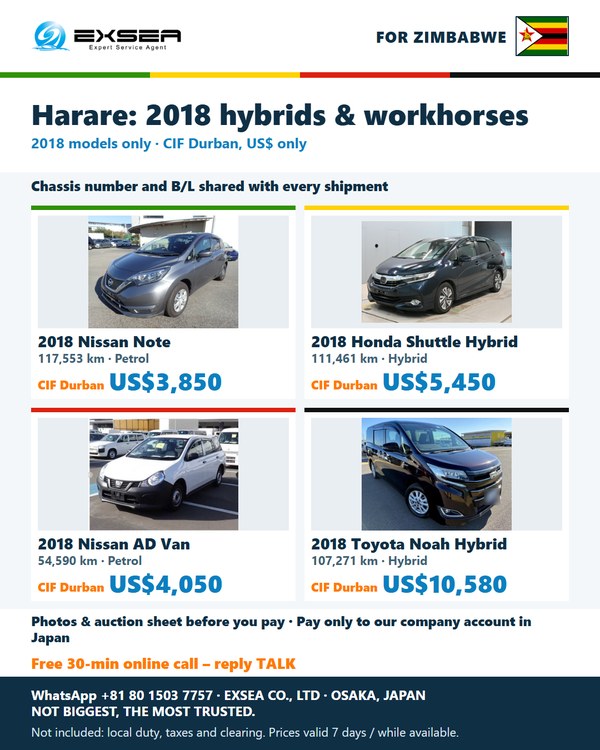 EXSEA
Expert Service Agent
FOR ZIMBABWE
Harare: 2018 hybrids & workhorses
2018 models only · CIF Durban, US$ only
Chassis number and B/L shared with every shipment
2018 Nissan Note
117,553 km · Petrol
CIF Durban US$3,850
2018 Honda Shuttle Hybrid
111,461 km · Hybrid
CIF Durban US$5,450
2018 Nissan AD Van
54,590 km · Petrol
CIF Durban US$4,050
2018 Toyota Noah Hybrid
107,271 km · Hybrid
CIF Durban US$10,580
Photos & auction sheet before you pay · Pay only to our company account in
Japan
Free 30-min online call – reply TALK
WhatsApp +81 80 1503 7757 · EXSEA CO., LTD · OSAKA, JAPAN
NOT BIGGEST, THE MOST TRUSTED.
Not included: local duty, taxes and clearing. Prices valid 7 days / while available.